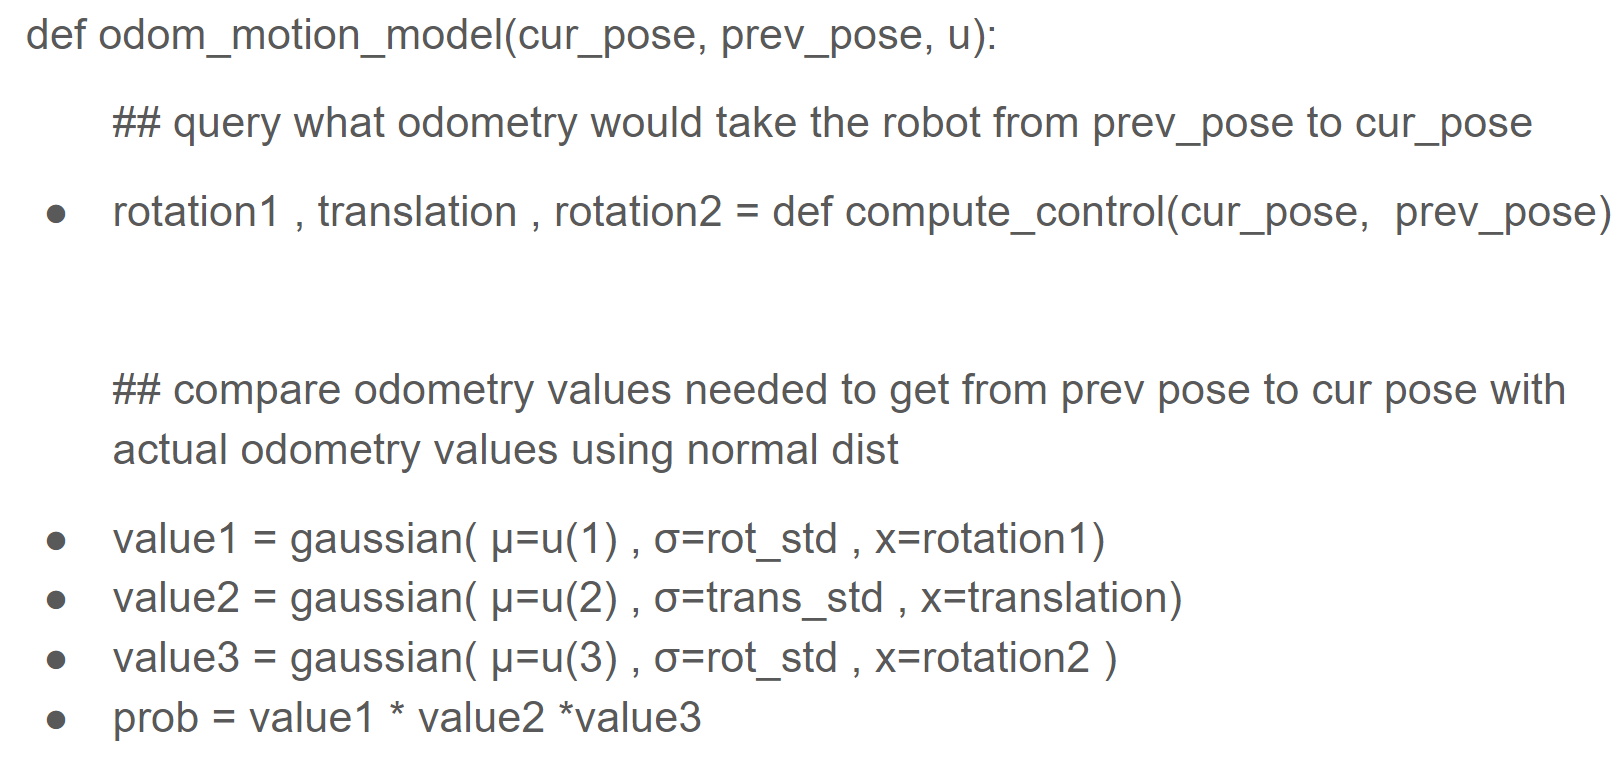 def odom_motion_model(cur_pose, prev_pose, u):
## query what odometry would take the robot from prev_pose to cur_pose
● rotation1 , translation , rotation2 = def compute_control(cur_pose,  prev_pose)
## compare odometry values needed to get from prev pose to cur pose with
actual odometry values using normal dist
● value1 = gaussian( μ=u(1) , σ=rot_std , x=rotation1)
● value2 = gaussian( μ=u(2) , σ=trans_std , x=translation)
● value3 = gaussian( μ=u(3) , σ=rot_std , x=rotation2 )
● prob = value1 * value2 *value3